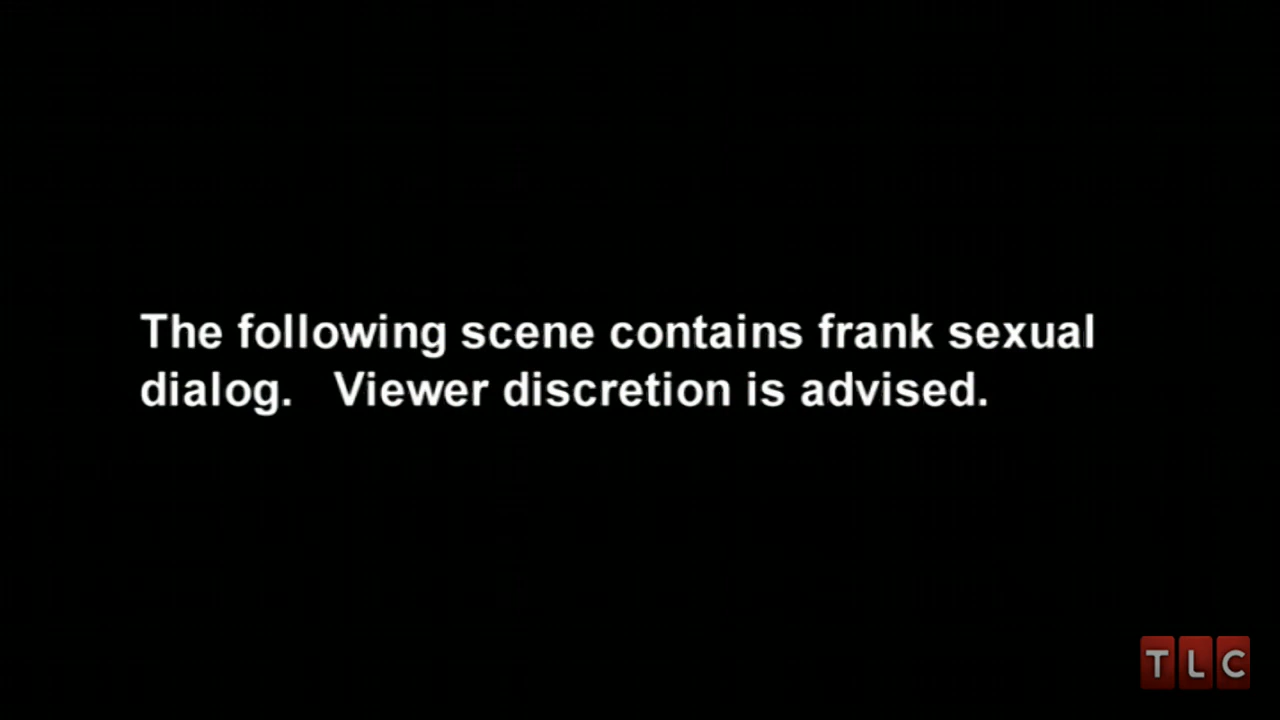 The following scene contains frank sexual
dialog.   Viewer discretion is advised.
TLC